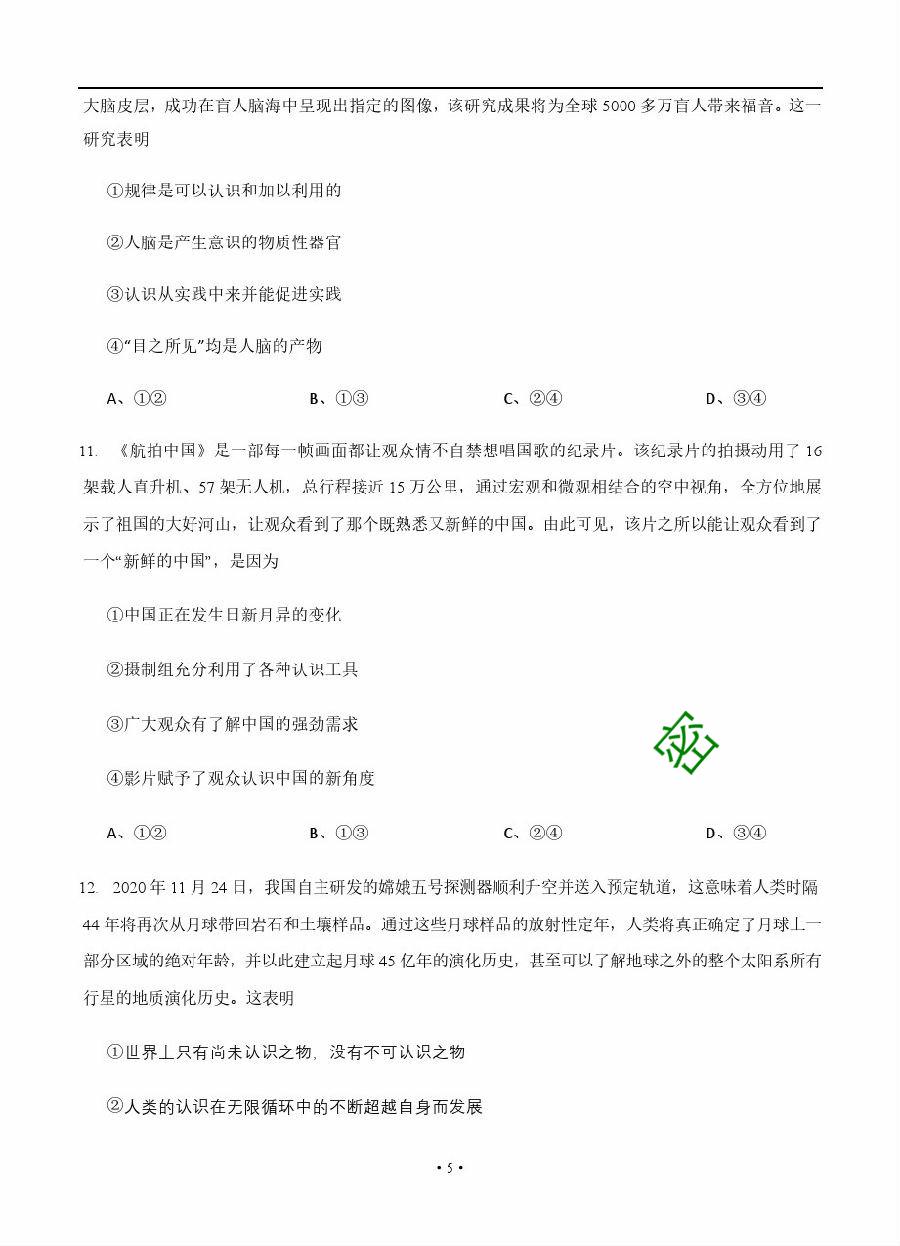 大脑皮层，成功在盲人脑海中呈现出指定的图像，该研究成果将为全球 5000 多万盲人带来福音。这一
研究表明
①规律是可以认识和加以利用的
②人脑是产生意识的物质性器官
③认识从实践中来并能促进实践
④“目之所见”均是人脑的产物
A、①② B、①③ C、②④ D、③④
11. 《航拍中国》是一部每一帧画面都让观众情不自禁想唱国歌的纪录片。该纪录片的拍摄动用了 16
架载人直升机、57 架无人机，总行程接近 15 万公里，通过宏观和微观相结合的空中视角，全方位地展
示了祖国的大好河山，让观众看到了那个既熟悉又新鲜的中国。由此可见，该片之所以能让观众看到了
一个“新鲜的中国”，是因为
①中国正在发生日新月异的变化
②摄制组充分利用了各种认识工具
③广大观众有了解中国的强劲需求
④影片赋予了观众认识中国的新角度
A、①② B、①③ C、②④ D、③④
12. 2020 年 11 月 24 日，我国自主研发的嫦娥五号探测器顺利升空并送入预定轨道，这意味着人类时隔
44 年将再次从月球带回岩石和土壤样品。通过这些月球样品的放射性定年，人类将真正确定了月球上一
部分区域的绝对年龄，并以此建立起月球 45 亿年的演化历史，甚至可以了解地球之外的整个太阳系所有
行星的地质演化历史。这表明
①世界上只有尚未认识之物，没有不可认识之物
②人类的认识在无限循环中的不断超越自身而发展
• 5 •